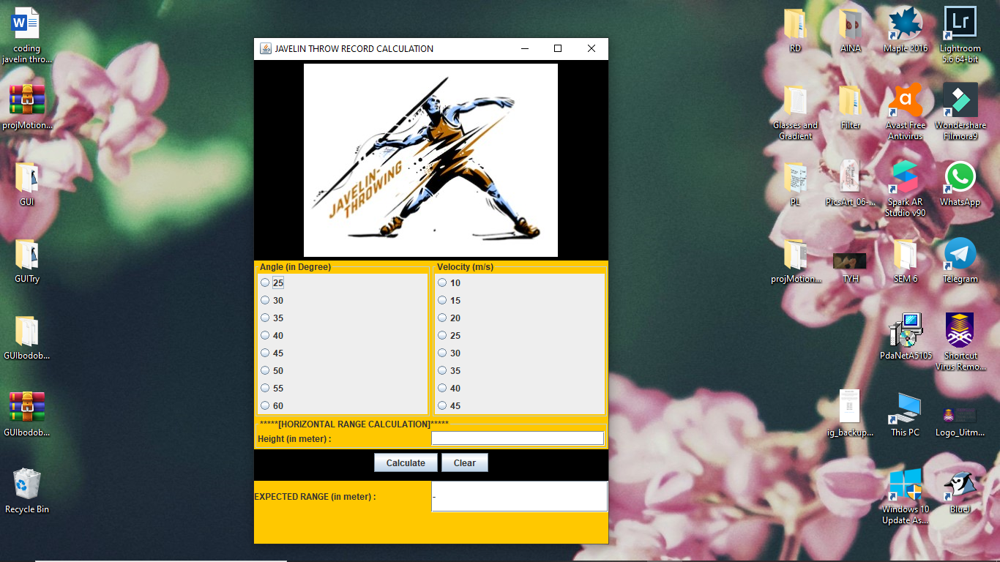 coding
javelin thro...
projMotion...
GUI
GUITry
GUIbodob...
GUIbodob...
Recycle Bin
JAVELIN THROW RECORD CALCULATION
JAVELIN-
THROWING
Angle (in Degree)
25
30
35
40
45
50
55
60
Velocity (m/s)
10
15
20
25
30
35
40
45
*****[HORIZONTAL RANGE CALCULATION]*****
Height (in meter) :
Calculate
Clear
EXPECTED RANGE (in meter) :
-
RD
AINA
Maple 2016
Lr
Lightroom
5.6 64-bit
Glasses and
Gradient
Filter
Avast Free
Antivirus
Wondershare
Filmora9
PL
PicsArt_06-...
Spark AR
Studio v90
WhatsApp
projMotion...
TYH
SEM 6
Telegram
PdaNetA5105
Shortcut
Virus Remo...
ig_backup...
This PC
Logo_Uitm...
Windows 10
Update As...
BlueJ